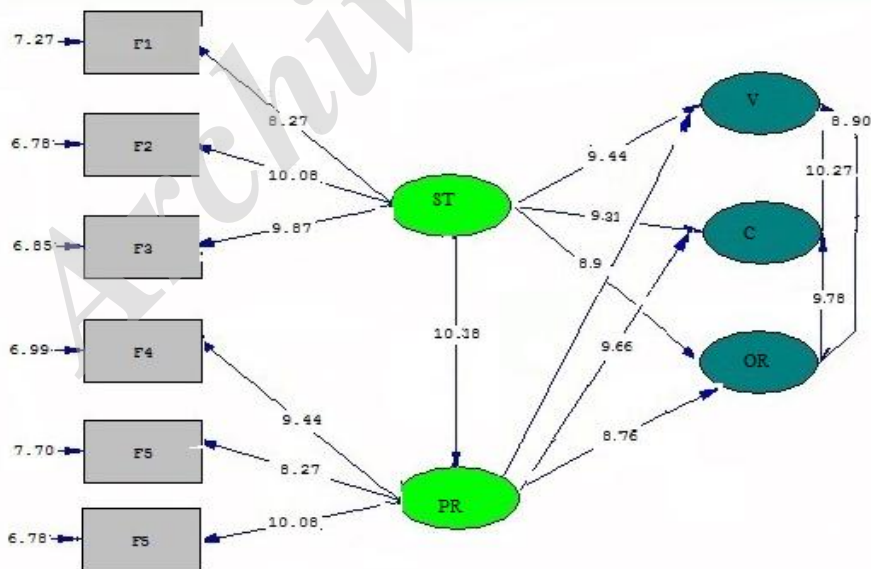 7.27
F1
6.78
F2
6.85
F3
6.99
F4
7.70
F5
6.78
F5
8.27
10.08
9.87
9.44
8.27
10.08
ST
10.38
PR
9.44
9.31
8.9
9.66
8.76
V
C
OR
8.90
10.27
9.78
Archiv